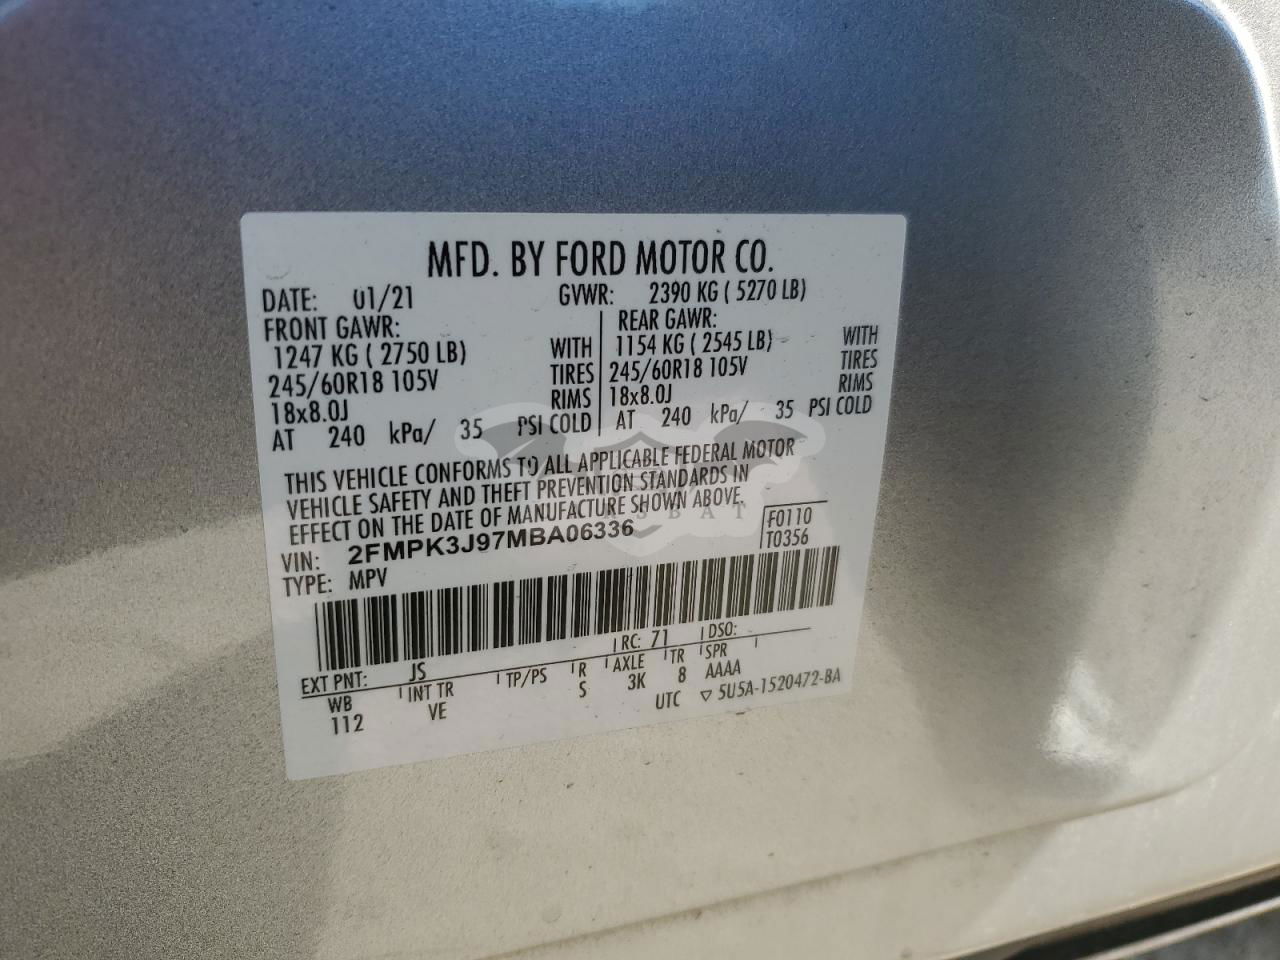 MFD. BY FORD MOTOR CO.
DATE: 01/21 GVWR: 2390 KG ( 5270 LB)
FRONT GAWR: REAR GAWR:
1247 KG ( 2750 LB) WITH 1154 KG ( 2545 LB) WITH
245/60R18 105V TIRES 245/60R18 105V TIRES
18x8.0J RIMS 18x8.0J RIMS
AT 240 kPa/ 35 PSI COLD AT 240 kPa/ 35 PSI COLD
THIS VEHICLE CONFORMS TO ALL APPLICABLE FEDERAL MOTOR
VEHICLE SAFETY AND THEFT PREVENTION STANDARDS IN
EFFECT ON THE DATE OF MANUFACTURE SHOWN ABOVE.
ASBAT
VIN: 2FMPK3J97MBA06336 F0110
TYPE: MPV T0356
EXT PNT: JS RC: 71 DSO:
WB INT TR TP/PS R AXLE TR SPR
112 VE S 3K 8 AAAA
UTC ▽ 5U5A-1520472-BA